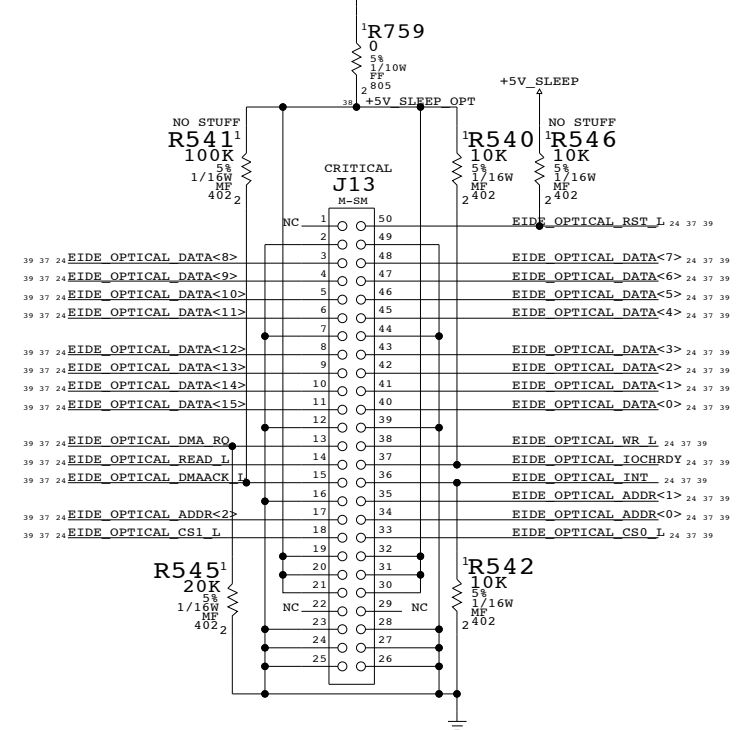 1 R759
0
5%
1/10W
FF
2 805
+5V_SLEEP
38 +5V_SLEEP_OPT
NO STUFF
R541 1
100K
5%
1/16W
MF
402 2
1 R540
10K
5%
1/16W
MF
2 402
NO STUFF
1 R546
10K
5%
1/16W
MF
2 402
CRITICAL
J13
M-SM
NC 1 50 EIDE_OPTICAL_RST_L 24 37 39
2 49
39 37 24 EIDE_OPTICAL_DATA<8> 3 48 EIDE_OPTICAL_DATA<7> 24 37 39
39 37 24 EIDE_OPTICAL_DATA<9> 4 47 EIDE_OPTICAL_DATA<6> 24 37 39
39 37 24 EIDE_OPTICAL_DATA<10> 5 46 EIDE_OPTICAL_DATA<5> 24 37 39
39 37 24 EIDE_OPTICAL_DATA<11> 6 45 EIDE_OPTICAL_DATA<4> 24 37 39
7 44
39 37 24 EIDE_OPTICAL_DATA<12> 8 43 EIDE_OPTICAL_DATA<3> 24 37 39
39 37 24 EIDE_OPTICAL_DATA<13> 9 42 EIDE_OPTICAL_DATA<2> 24 37 39
39 37 24 EIDE_OPTICAL_DATA<14> 10 41 EIDE_OPTICAL_DATA<1> 24 37 39
39 37 24 EIDE_OPTICAL_DATA<15> 11 40 EIDE_OPTICAL_DATA<0> 24 37 39
12 39
39 37 24 EIDE_OPTICAL_DMA_RQ 13 38 EIDE_OPTICAL_WR_L 24 37 39
39 37 24 EIDE_OPTICAL_READ_L 14 37 EIDE_OPTICAL_IOCHRDY 24 37 39
39 37 24 EIDE_OPTICAL_DMAACK_L 15 36 EIDE_OPTICAL_INT 24 37 39
16 35 EIDE_OPTICAL_ADDR<1> 24 37 39
39 37 24 EIDE_OPTICAL_ADDR<2> 17 34 EIDE_OPTICAL_ADDR<0> 24 37 39
39 37 24 EIDE_OPTICAL_CS1_L 18 33 EIDE_OPTICAL_CS0_L 24 37 39
19 32
20 31
21 30
NC 22 29 NC
23 28
24 27
25 26
R545 1
20K
5%
1/16W
MF
402 2
1 R542
10K
5%
1/16W
MF
2 402